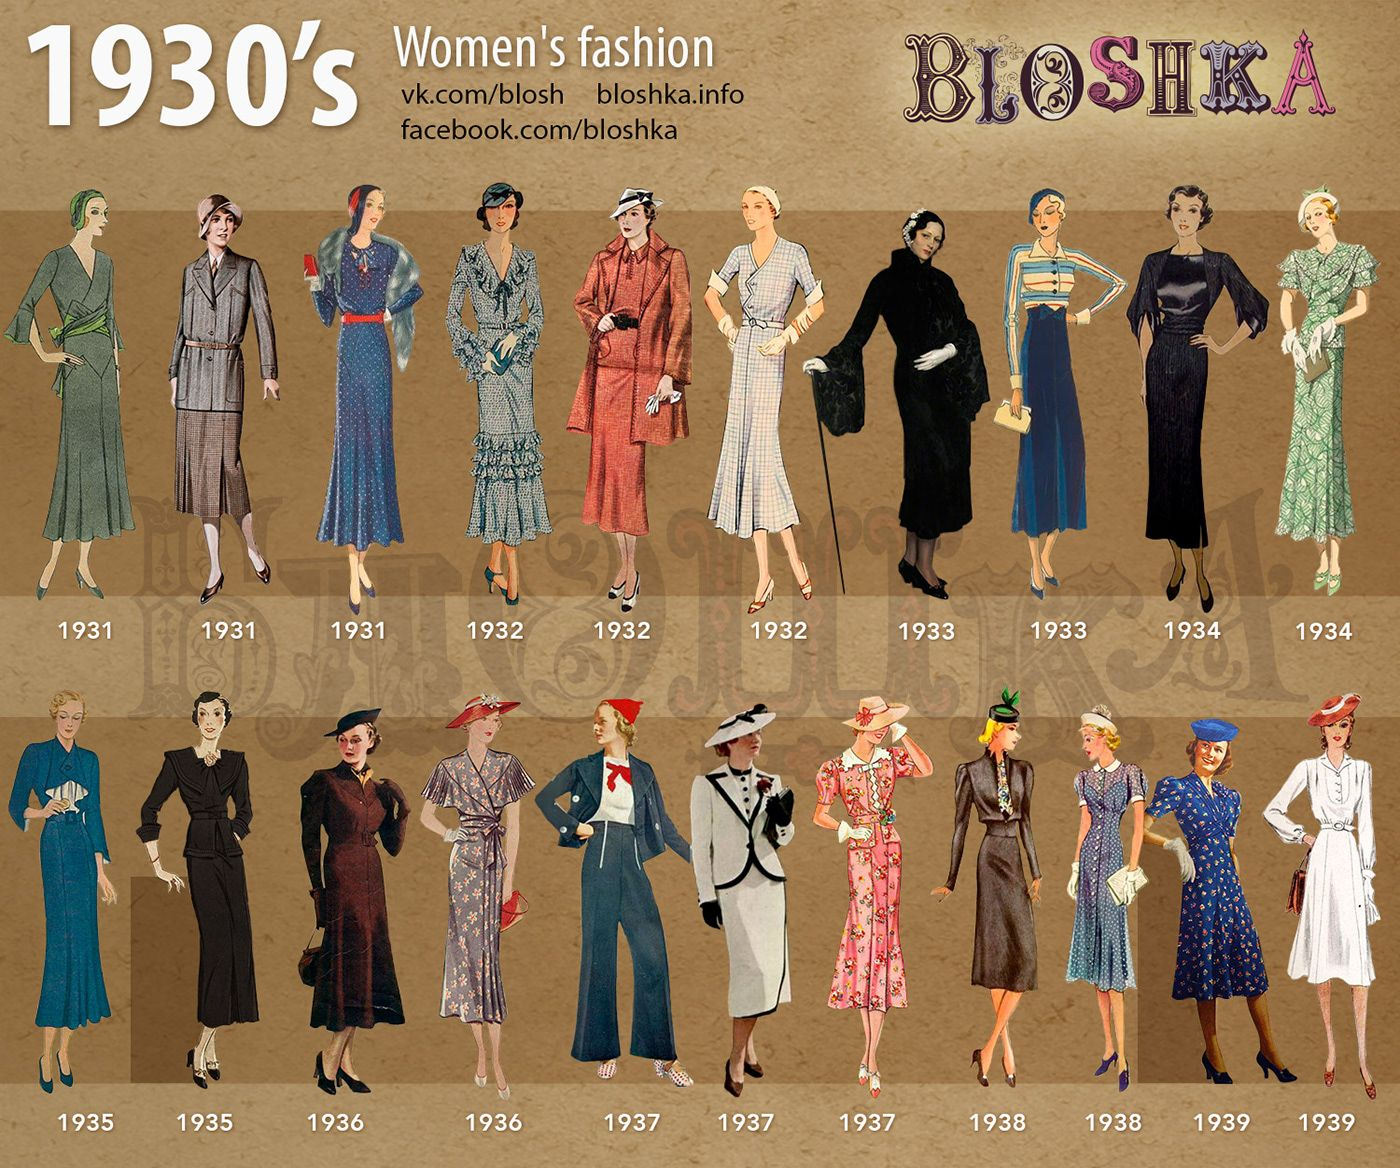 1930's
Women's fashion
vk.com/blosh bloshka.info
facebook.com/bloshka
BLOSHKA
Блошка
1931 1931 1931 1932 1932 1932 1933 1933 1934 1934
1935 1935 1936 1936 1937 1937 1937 1938 1938 1939 1939